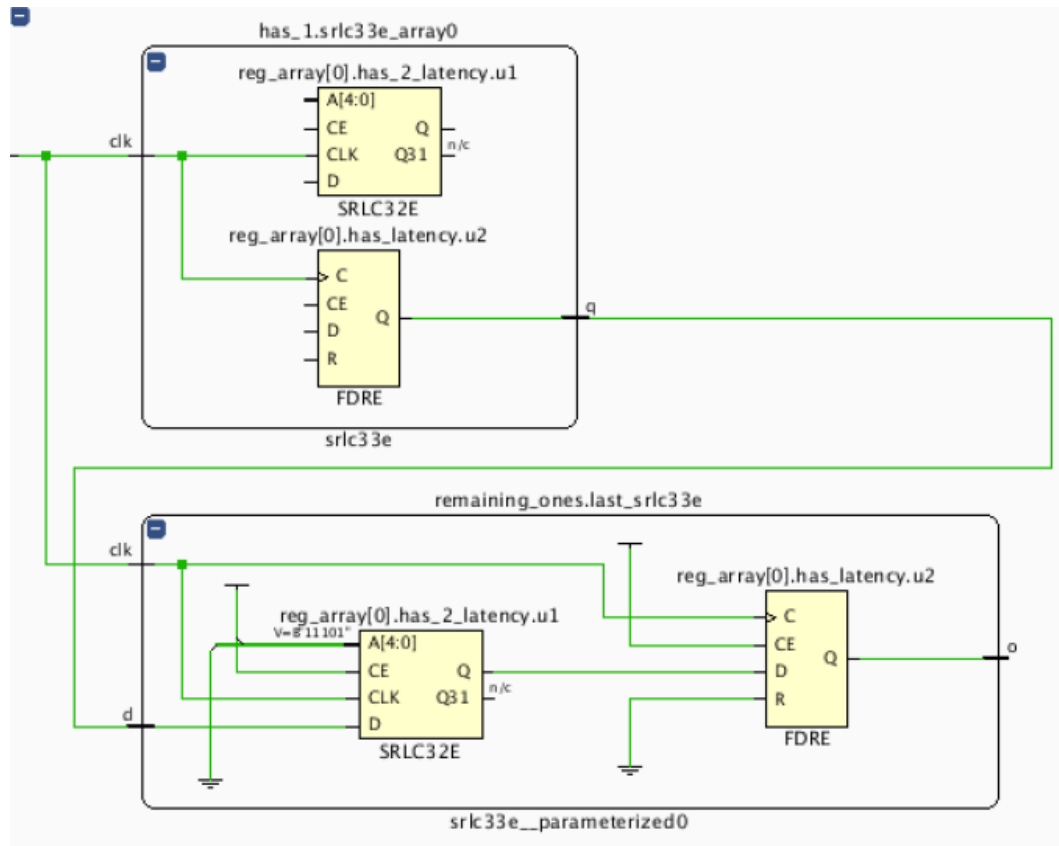 has_1.srlc33e_array0
reg_array[0].has_2_latency.u1
A[4:0]
CE Q
n/c
clk
CLK Q31
D
SRLC32E
reg_array[0].has_latency.u2
C
CE
Q
D
R
FDRE
q
srlc33e
remaining_ones.last_srlc33e
clk
reg_array[0].has_2_latency.u1
V=B"11101"
A[4:0]
CE Q
n/c
CLK Q31
d
D
SRLC32E
reg_array[0].has_latency.u2
C
CE
Q
D
R
FDRE
o
srlc33e__parameterized0